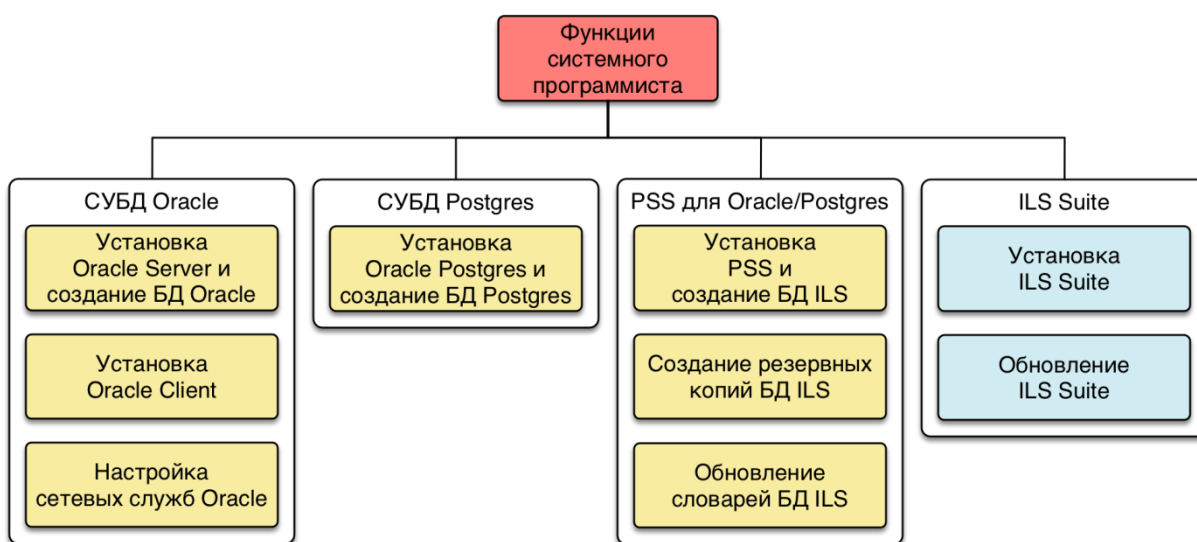 Функции
системного
программиста
СУБД Oracle
Установка
Oracle Server и
создание БД Oracle
Установка
Oracle Client
Настройка
сетевых служб Oracle
СУБД Postgres
Установка
Oracle Postgres и
создание БД Postgres
PSS для Oracle/Postgres
Установка
PSS и
создание БД ILS
Создание резервных
копий БД ILS
Обновление
словарей БД ILS
ILS Suite
Установка
ILS Suite
Обновление
ILS Suite